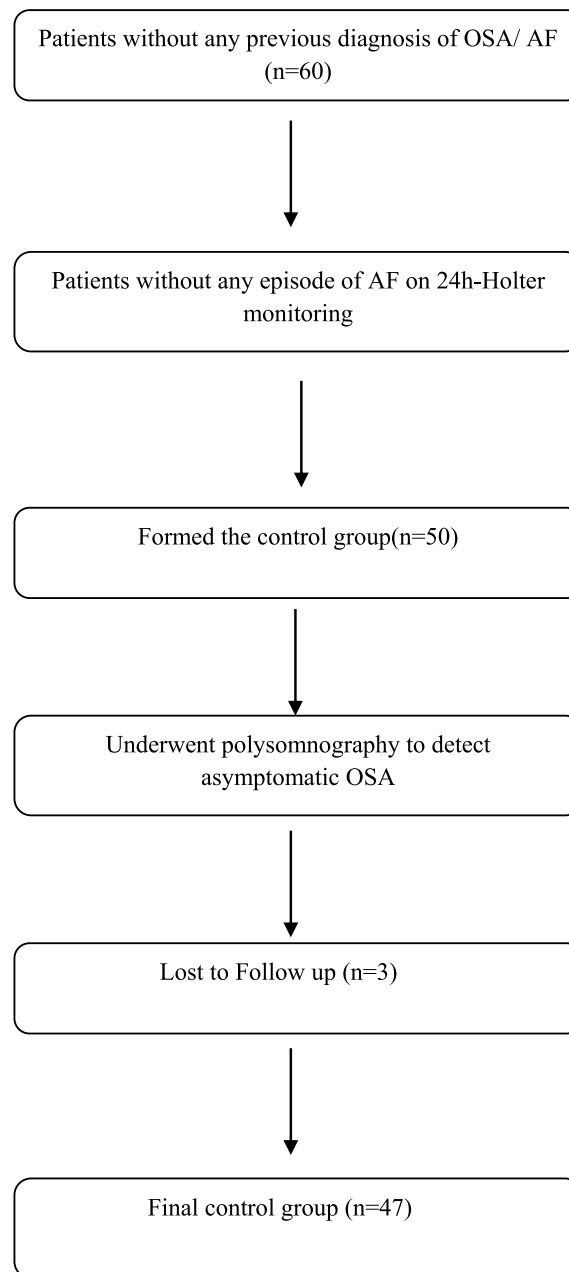 Patients without any previous diagnosis of OSA/ AF
(n=60)
Patients without any episode of AF on 24h-Holter
monitoring
Formed the control group(n=50)
Underwent polysomnography to detect
asymptomatic OSA
Lost to Follow up (n=3)
Final control group (n=47)